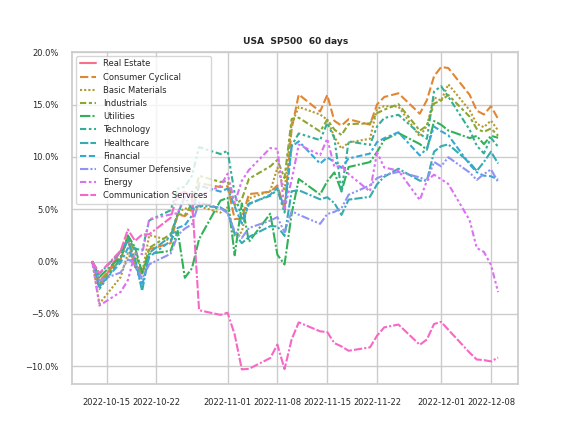 USA SP500 60 days
20.0%
15.0%
10.0%
5.0%
0.0%
−5.0%
−10.0%
Real Estate
Consumer Cyclical
Basic Materials
Industrials
Utilities
Technology
Healthcare
Financial
Consumer Defensive
Energy
Communication Services
2022-10-15 2022-10-22 2022-11-01 2022-11-08 2022-11-15 2022-11-22 2022-12-01 2022-12-08